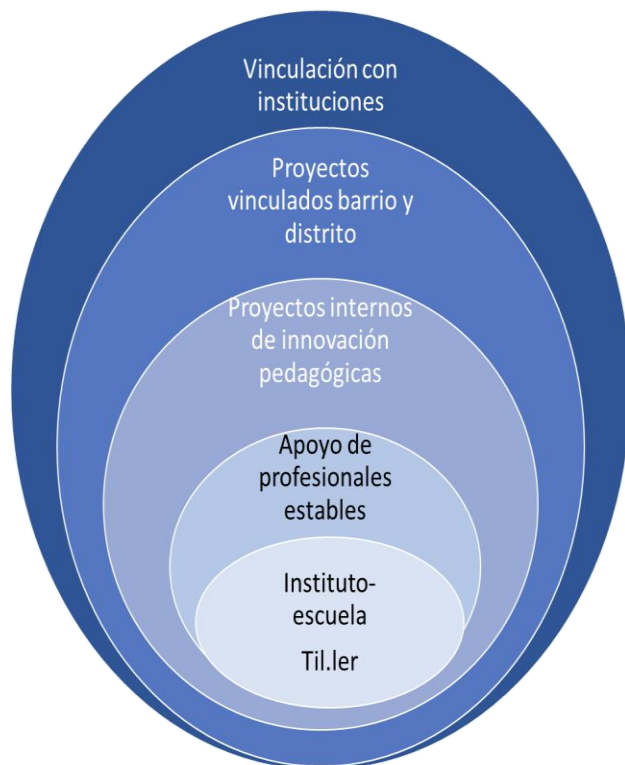 Vinculación con
instituciones
Proyectos
vinculados barrio y
distrito
Proyectos internos
de innovación
pedagógicas
Apoyo de
profesionales
estables
Instituto-
escuela
Til.ler